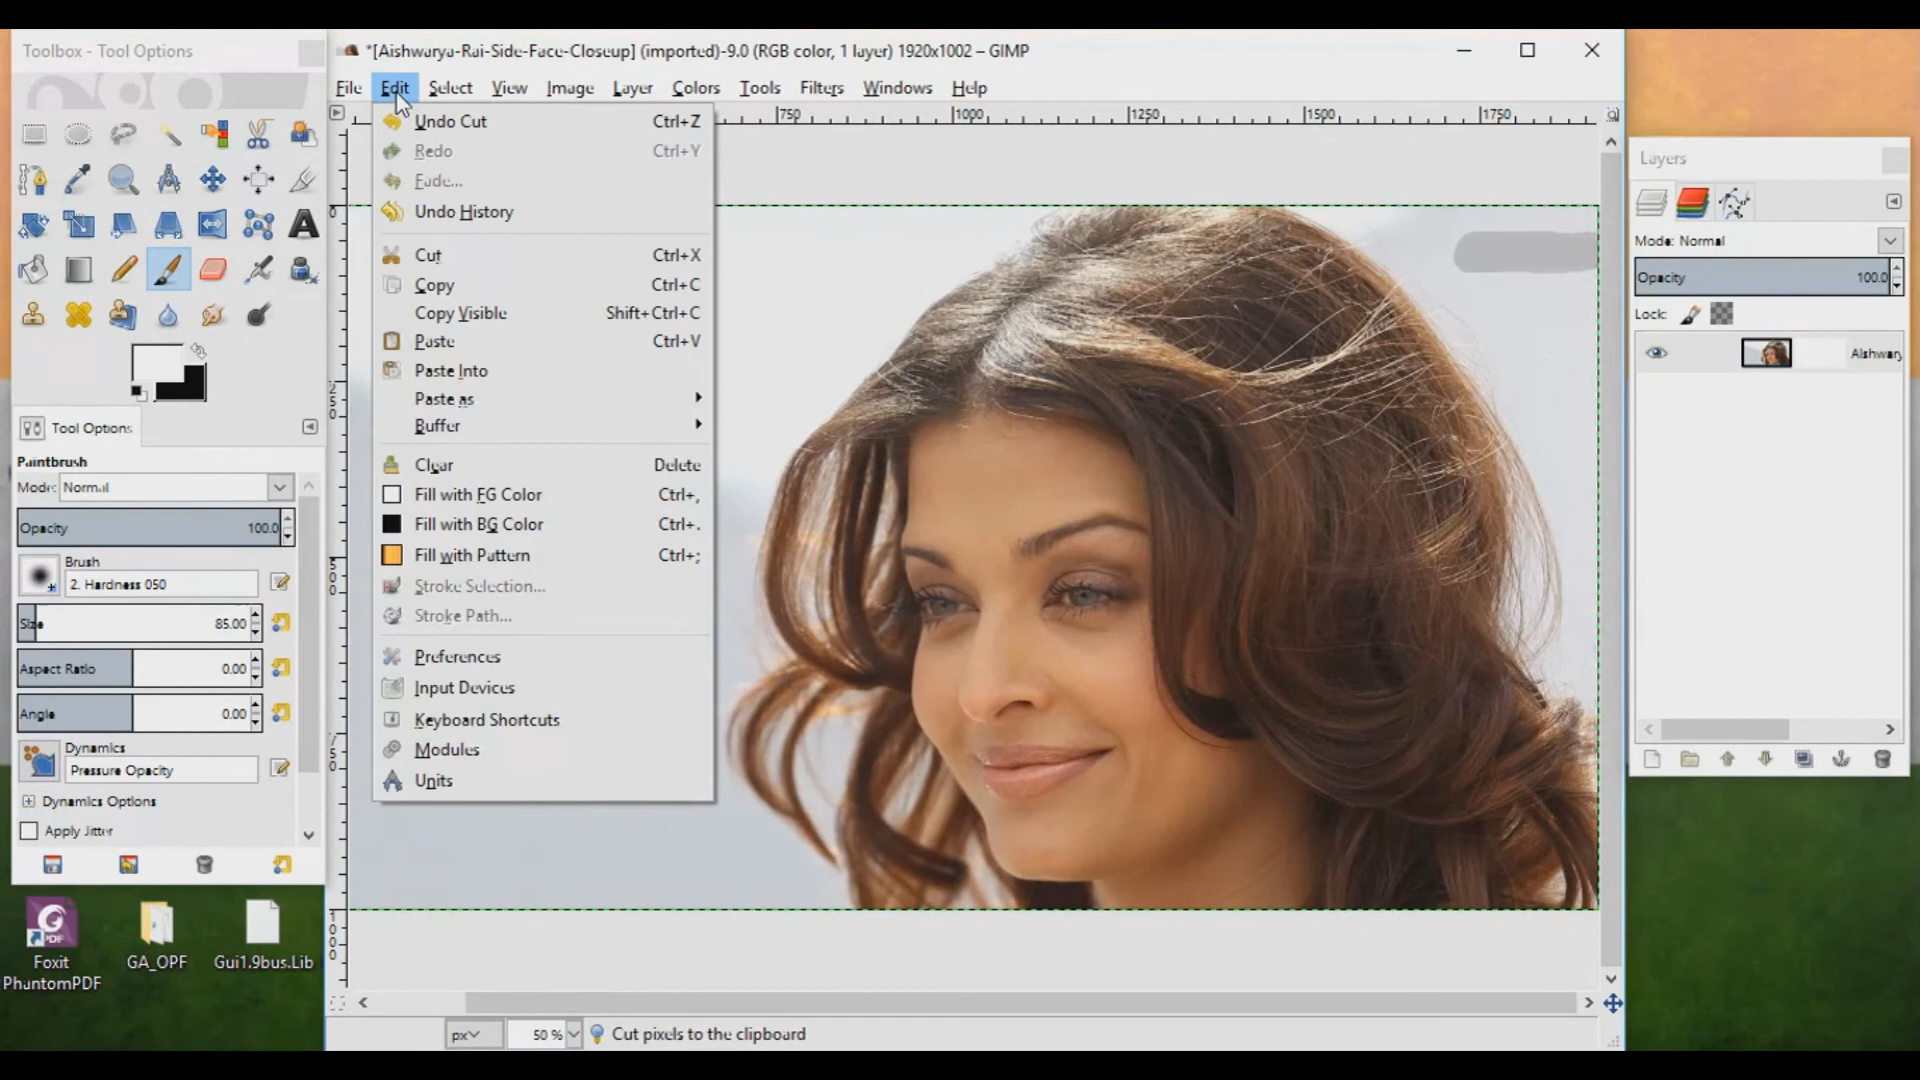 Toolbox - Tool Options
*[Aishwarya-Rai-Side-Face-Closeup] (imported)-9.0 (RGB color, 1 layer) 1920x1002 – GIMP
File Edit Select View Image Layer Colors Tools Filters Windows Help
750 1000 1250 1500 1750
Undo Cut Ctrl+Z
Redo Ctrl+Y
Fade...
Undo History
Cut Ctrl+X
Copy Ctrl+C
Copy Visible Shift+Ctrl+C
Paste Ctrl+V
Paste Into
Paste as
Buffer
Clear Delete
Fill with FG Color Ctrl+,
Fill with BG Color Ctrl+.
Fill with Pattern Ctrl+;
Stroke Selection...
Stroke Path...
Preferences
Input Devices
Keyboard Shortcuts
Modules
Units
Tool Options
Paintbrush
Mode: Normal
Opacity 100.0
Brush
2. Hardness 050
Size 85.00
Aspect Ratio 0.00
Angle 0.00
Dynamics
Pressure Opacity
Dynamics Options
Apply Jitter
Layers
Mode: Normal
Opacity 100.0
Lock:
Aishwary
Foxit
PhantomPDF
GA_OPF
Gui1.9bus.Lib
px 50 % Cut pixels to the clipboard